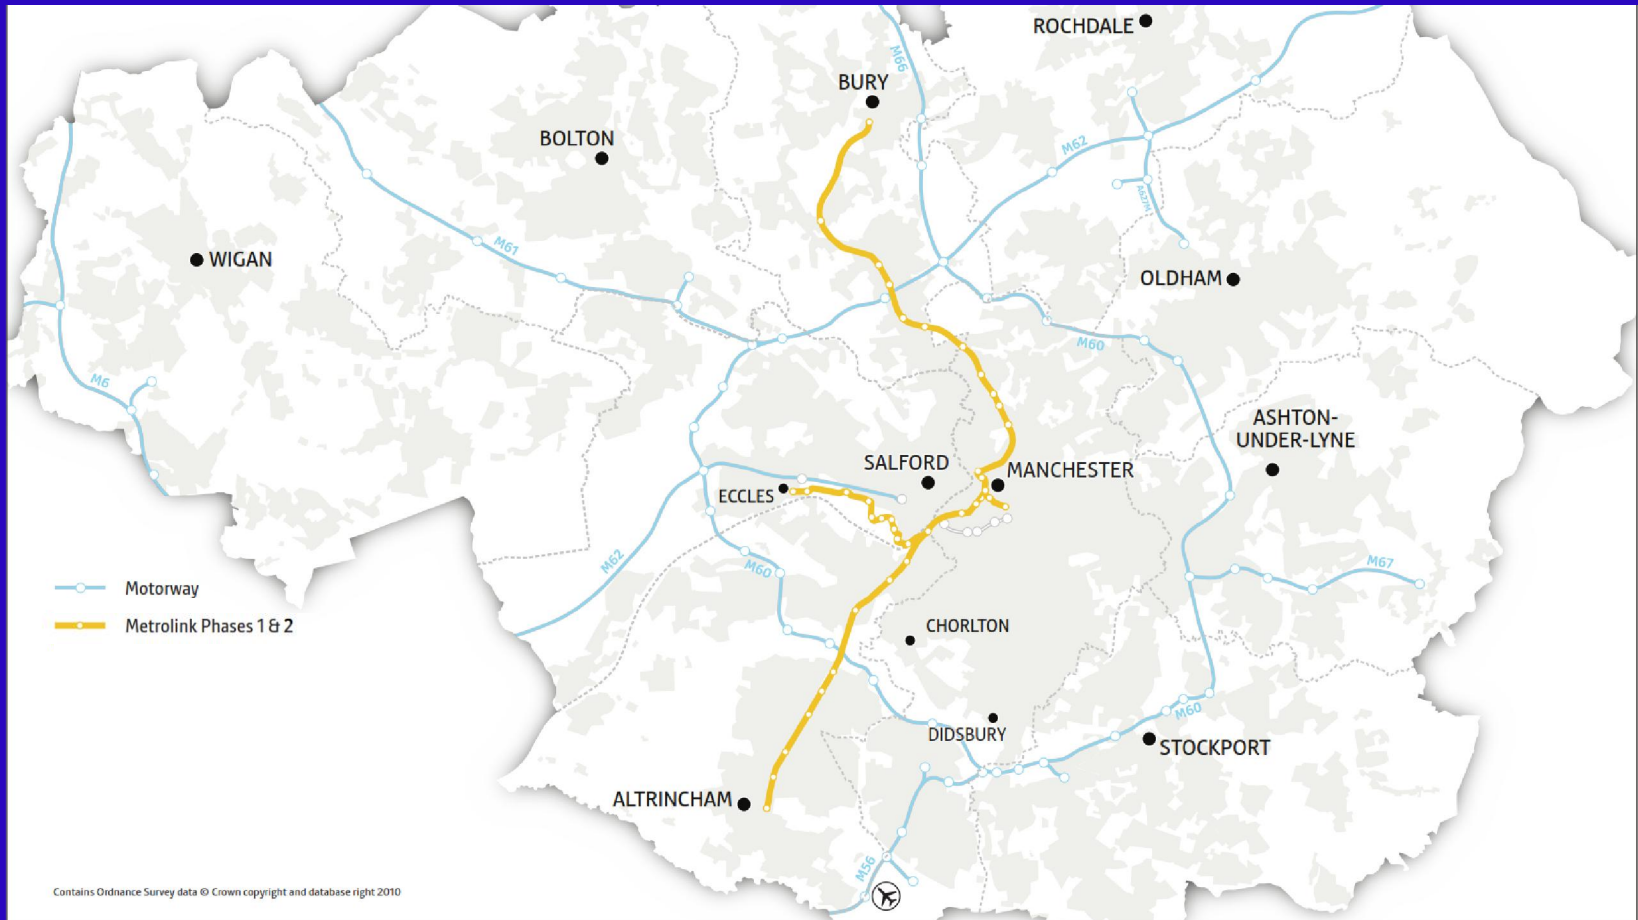 ROCHDALE
M66
BURY
BOLTON
M62
A627M
M61
WIGAN
OLDHAM
M60
M6
ASHTON-
UNDER-LYNE
SALFORD
MANCHESTER
ECCLES
M62
M60
M67
Motorway
Metrolink Phases 1 & 2
CHORLTON
M60
DIDSBURY
STOCKPORT
ALTRINCHAM
M56
Contains Ordnance Survey data © Crown copyright and database right 2010